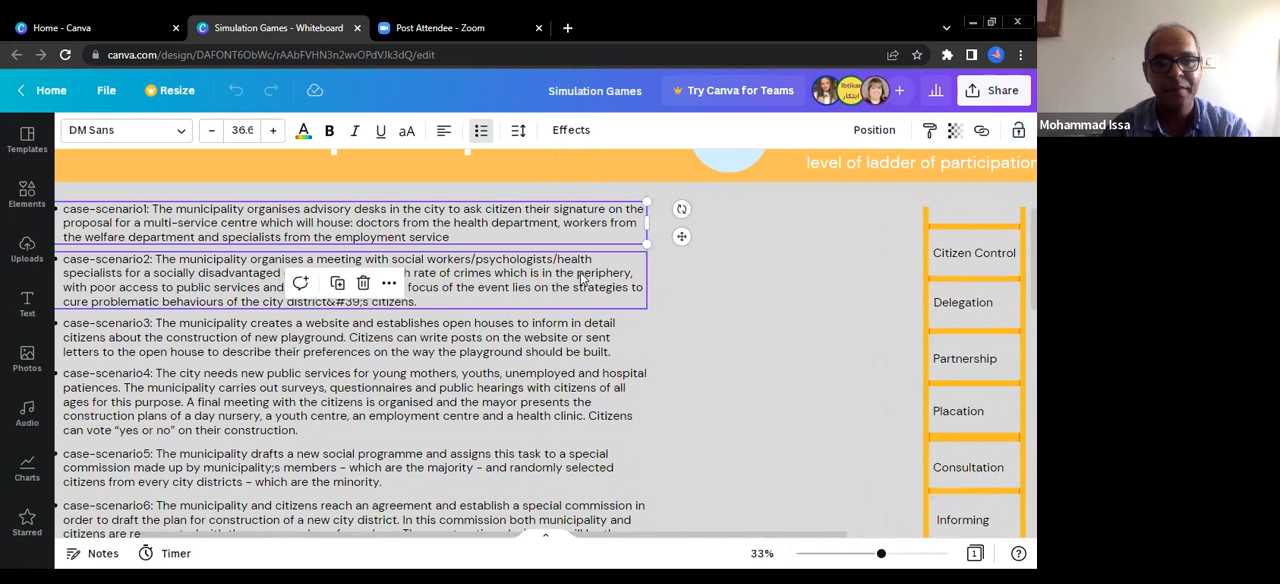 Home - Canva
Simulation Games - Whiteboard
Post Attendee - Zoom
canva.com/design/DAFONT6ObWc/rAAbFVHN3n2wvOPdVJk3dQ/edit
Home
File
Resize
Simulation Games
Try Canva for Teams
Share
DM Sans
36.6
Effects
Position
Mohammad Issa
level of ladder of participation
Templates
Elements
Uploads
Text
Photos
Audio
Charts
Starred
case-scenario1: The municipality organises advisory desks in the city to ask citizen their signature on the
proposal for a multi-service centre which will house: doctors from the health department, workers from
the welfare department and specialists from the employment service
case-scenario2: The municipality organises a meeting with social workers/psychologists/health
specialists for a socially disadvantaged h rate of crimes which is in the periphery,
with poor access to public services and focus of the event lies on the strategies to
cure problematic behaviours of the city district&#39;s citizens.
case-scenario3: The municipality creates a website and establishes open houses to inform in detail
citizens about the construction of new playground. Citizens can write posts on the website or sent
letters to the open house to describe their preferences on the way the playground should be built.
case-scenario4: The city needs new public services for young mothers, youths, unemployed and hospital
patiences. The municipality carries out surveys, questionnaires and public hearings with citizens of all
ages for this purpose. A final meeting with the citizens is organised and the mayor presents the
construction plans of a day nursery, a youth centre, an employment centre and a health clinic. Citizens
can vote “yes or no” on their construction.
case-scenario5: The municipality drafts a new social programme and assigns this task to a special
commission made up by municipality;s members - which are the majority - and randomly selected
citizens from every city districts - which are the minority.
case-scenario6: The municipality and citizens reach an agreement and establish a special commission in
order to draft the plan for construction of a new city district. In this commission both municipality and
citizens are re
Citizen Control
Delegation
Partnership
Placation
Consultation
Informing
Notes
Timer
33%
1